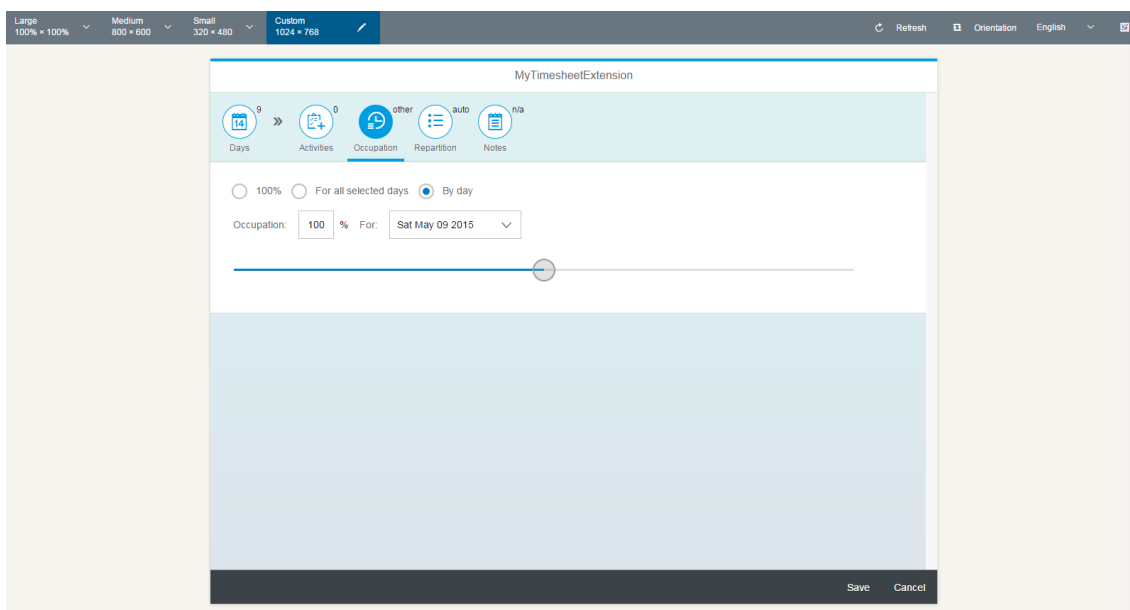 Large Medium Small Custom
100% × 100% 800 × 600 320 × 480 1024 × 768 Refresh Orientation English
MyTimesheetExtension
9 0 other auto n/a
14
Days Activities Occupation Repartition Notes
100% For all selected days By day
Occupation: 100 % For: Sat May 09 2015
Save Cancel